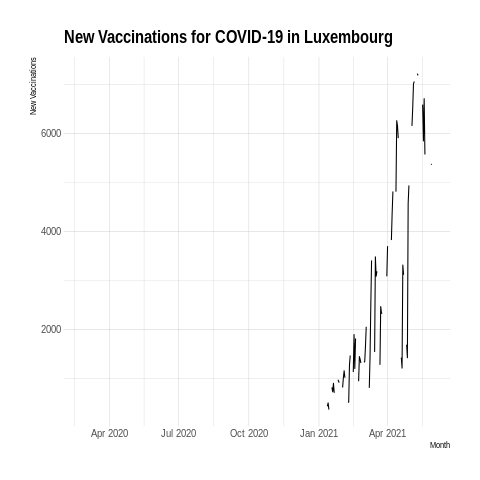 New Vaccinations for COVID-19 in Luxembourg
New Vaccinations
6000
4000
2000
Apr 2020 Jul 2020 Oct 2020 Jan 2021 Apr 2021
Month